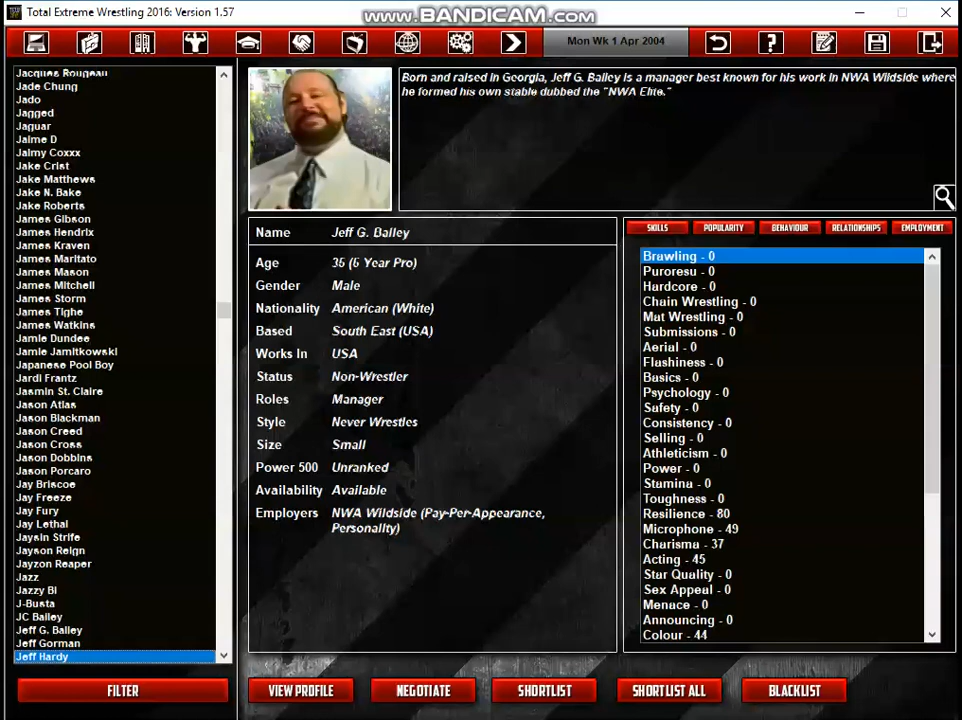 Total Extreme Wrestling 2016: Version 1.57
www.BANDICAM.com
Mon Wk 1 Apr 2004
Jacques Rougeau
Jade Chung
Jado
Jagged
Jaguar
Jaime D
Jaimy Coxxx
Jake Crist
Jake Matthews
Jake N. Bake
Jake Roberts
James Gibson
James Hendrix
James Kraven
James Maritato
James Mason
James Mitchell
James Storm
James Tighe
James Watkins
Jamie Dundee
Jamie Jamitkowski
Japanese Pool Boy
Jardi Frantz
Jasmin St. Claire
Jason Atlas
Jason Blackman
Jason Creed
Jason Cross
Jason Dobbins
Jason Porcaro
Jay Briscoe
Jay Freeze
Jay Fury
Jay Lethal
Jaysin Strife
Jayson Reign
Jayzon Reaper
Jazz
Jazzy Bi
J-Busta
JC Bailey
Jeff G. Bailey
Jeff Gorman
Jeff Hardy
FILTER
Born and raised in Georgia, Jeff G. Bailey is a manager best known for his work in NWA Wildside where
he formed his own stable dubbed the "NWA Elite."
Name Jeff G. Bailey
Age 35 (5 Year Pro)
Gender Male
Nationality American (White)
Based South East (USA)
Works In USA
Status Non-Wrestler
Roles Manager
Style Never Wrestles
Size Small
Power 500 Unranked
Availability Available
Employers NWA Wildside (Pay-Per-Appearance,
Personality)
SKILLS POPULARITY BEHAVIOUR RELATIONSHIPS EMPLOYMENT
Brawling - 0
Puroresu - 0
Hardcore - 0
Chain Wrestling - 0
Mat Wrestling - 0
Submissions - 0
Aerial - 0
Flashiness - 0
Basics - 0
Psychology - 0
Safety - 0
Consistency - 0
Selling - 0
Athleticism - 0
Power - 0
Stamina - 0
Toughness - 0
Resilience - 80
Microphone - 49
Charisma - 37
Acting - 45
Star Quality - 0
Sex Appeal - 0
Menace - 0
Announcing - 0
Colour - 44
VIEW PROFILE NEGOTIATE SHORTLIST SHORTLIST ALL BLACKLIST